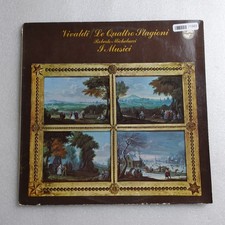 Vivaldi / Le Quattro Stagioni
Roberto Michelucci
I Musici